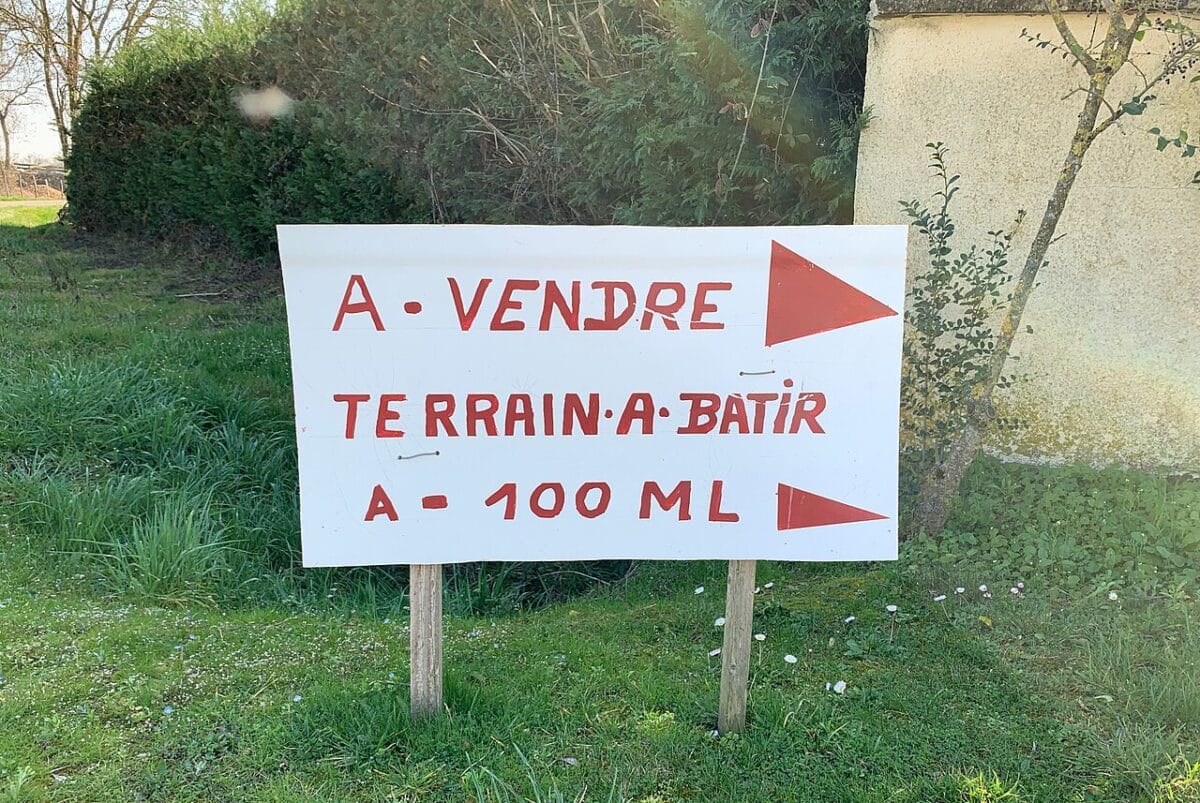 A - VENDRE
TERRAIN·A·BATIR
A - 100 ML